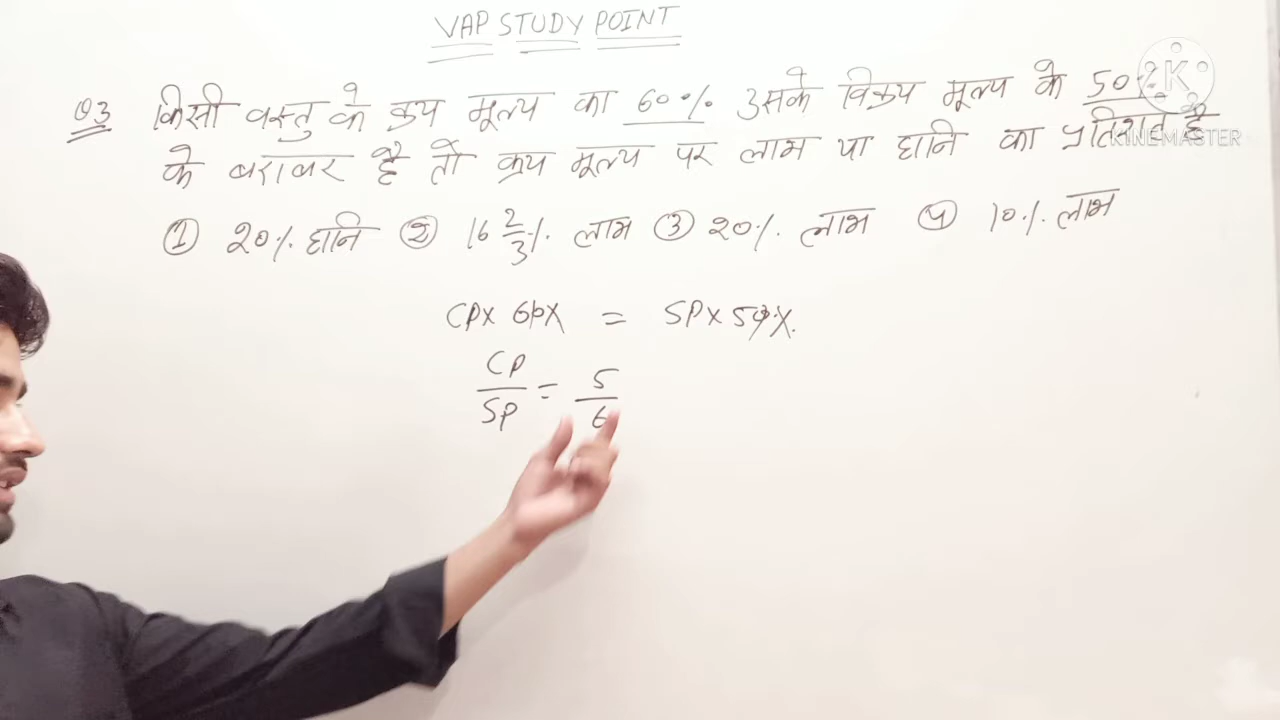 VAP STUDY POINT
Q3 किसी वस्तु के क्रय मूल्य का 60% उसके विक्रय मूल्य के 50%
के बराबर है तो क्रय मूल्य पर लाभ या हानि का प्रतिशत है
① 20% हानि ② 16 2/3% लाभ ③ 20% लाभ ④ 10% लाभ
CP× 60% = SP× 50%
CP/SP = 5/6
K
KINEMASTER